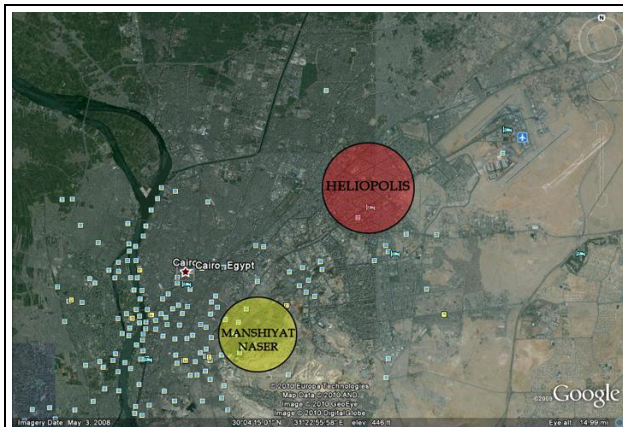 N
HELIOPOLIS
Cairo
Cairo, Egypt
MANSHIYAT
NASER
© 2010 Europa Technologies
Map Data © 2010 AND
Image © 2010 GeoEye
Image © 2010 DigitalGlobe
©2009 Google
Imagery Date: May 3, 2008 30°04'15.01" N 31°22'55.58" E elev 446 ft Eye alt 14.99 mi